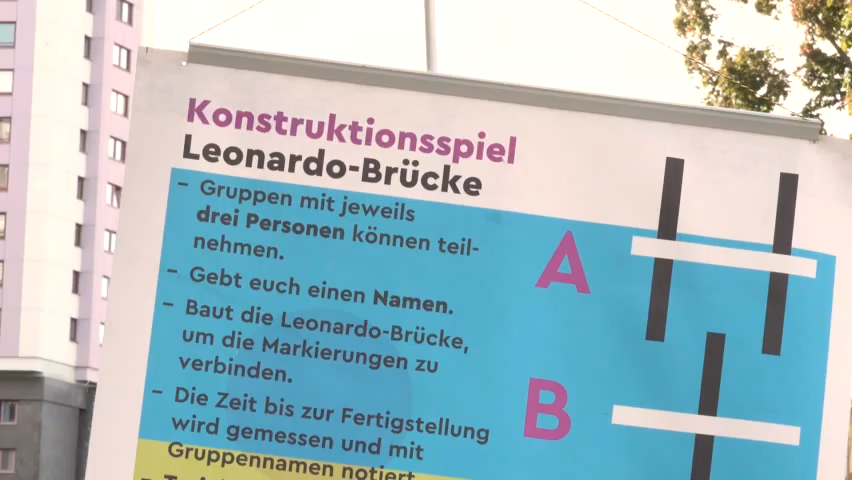 Konstruktionsspiel
Leonardo-Brücke
– Gruppen mit jeweils
drei Personen können teil-
nehmen.
– Gebt euch einen Namen.
– Baut die Leonardo-Brücke,
um die Markierungen zu
verbinden.
– Die Zeit bis zur Fertigstellung
wird gemessen und mit
Gruppennamen notiert
A
B